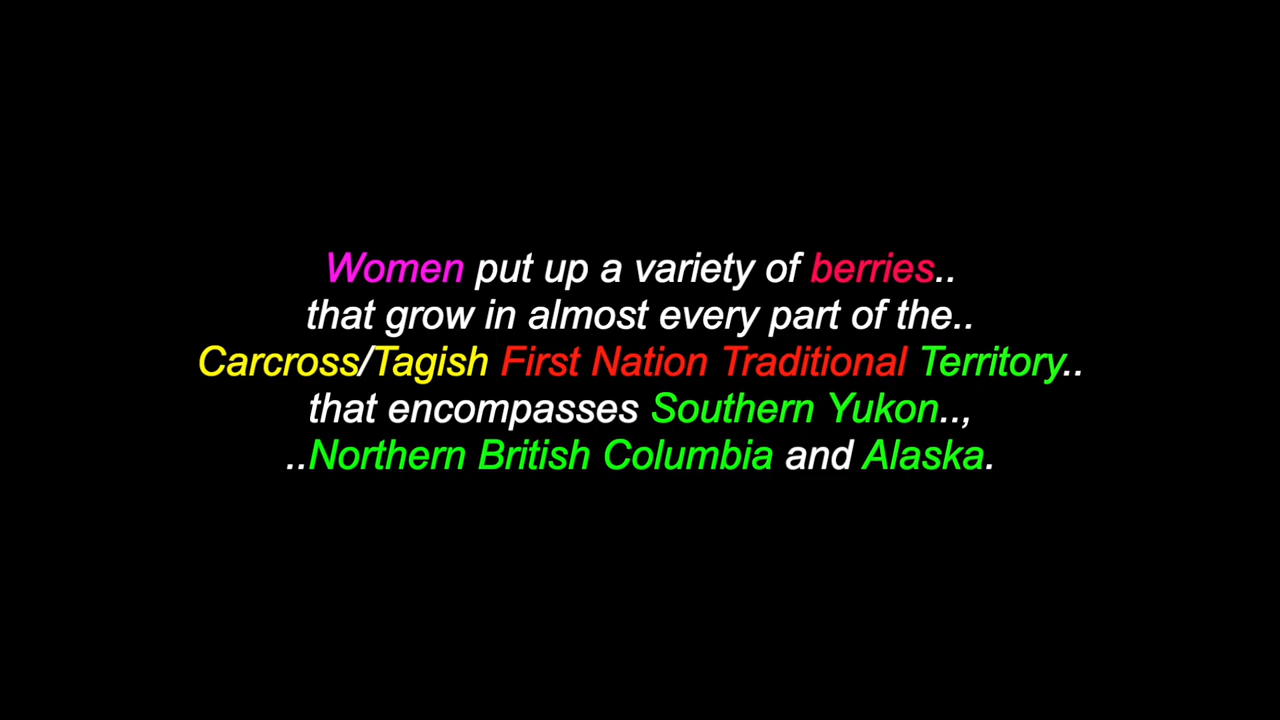 Women put up a variety of berries..
that grow in almost every part of the..
Carcross/Tagish First Nation Traditional Territory..
that encompasses Southern Yukon..,
..Northern British Columbia and Alaska.